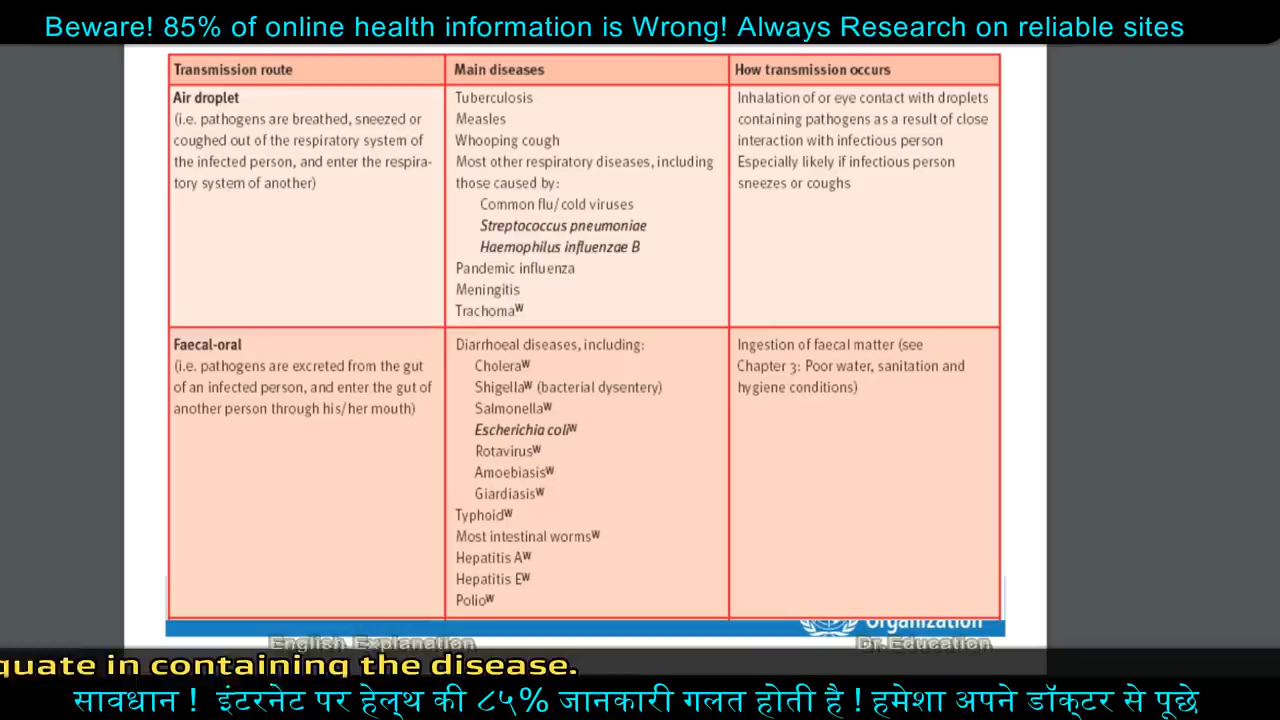 Beware! 85% of online health information is Wrong! Always Research on reliable sites
Transmission route
Main diseases
How transmission occurs
Air droplet
(i.e. pathogens are breathed, sneezed or
coughed out of the respiratory system of
the infected person, and enter the respira-
tory system of another)
Tuberculosis
Measles
Whooping cough
Most other respiratory diseases, including
those caused by:
Common flu/cold viruses
Streptococcus pneumoniae
Haemophilus influenzae B
Pandemic influenza
Meningitis
Trachomaᵂ
Inhalation of or eye contact with droplets
containing pathogens as a result of close
interaction with infectious person
Especially likely if infectious person
sneezes or coughs
Faecal-oral
(i.e. pathogens are excreted from the gut
of an infected person, and enter the gut of
another person through his/her mouth)
Diarrhoeal diseases, including:
Choleraᵂ
Shigellaᵂ (bacterial dysentery)
Salmonellaᵂ
Escherichia coliᵂ
Rotavirusᵂ
Amoebiasisᵂ
Giardiasisᵂ
Typhoidᵂ
Most intestinal wormsᵂ
Hepatitis Aᵂ
Hepatitis Eᵂ
Polioᵂ
Ingestion of faecal matter (see
Chapter 3: Poor water, sanitation and
hygiene conditions)
Organization
English Explanation
Dr.Education
quate in containing the disease.
सावधान ! इंटरनेट पर हेल्थ की ८५% जानकारी गलत होती है ! हमेशा अपने डॉक्टर से पूछे